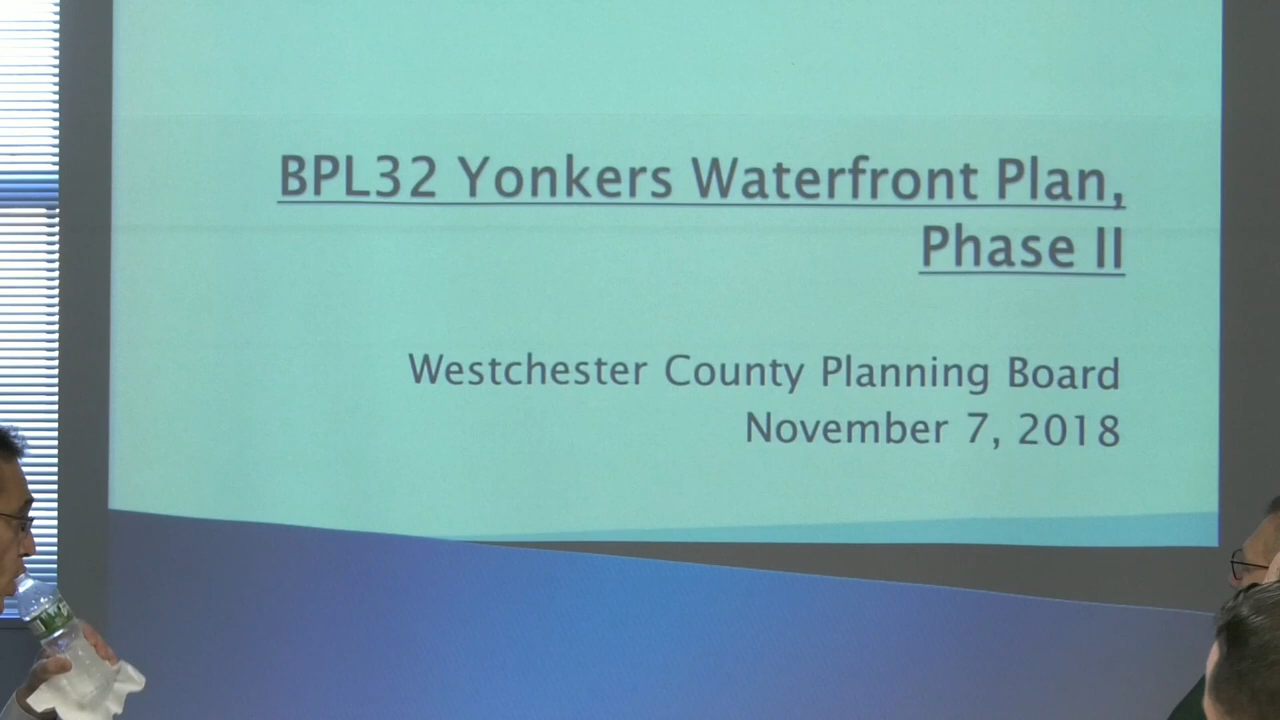 BPL32 Yonkers Waterfront Plan,
Phase II
Westchester County Planning Board
November 7, 2018